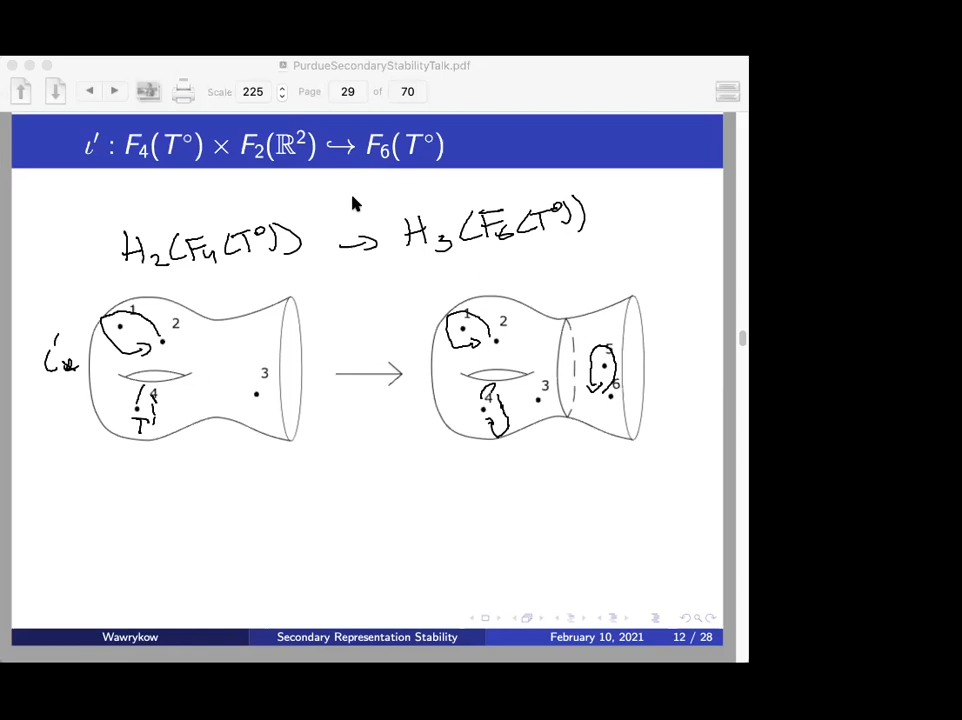 PurdueSecondaryStabilityTalk.pdf
Scale 225 Page 29 of 70
ι′ : F₄(T°) × F₂(ℝ²) ↪ F₆(T°)
H₂(F₄(T°)) → H₃(F₆(T°))
1 2
3
4
1 2
3
4
5
6
Wawrykow Secondary Representation Stability February 10, 2021 12 / 28